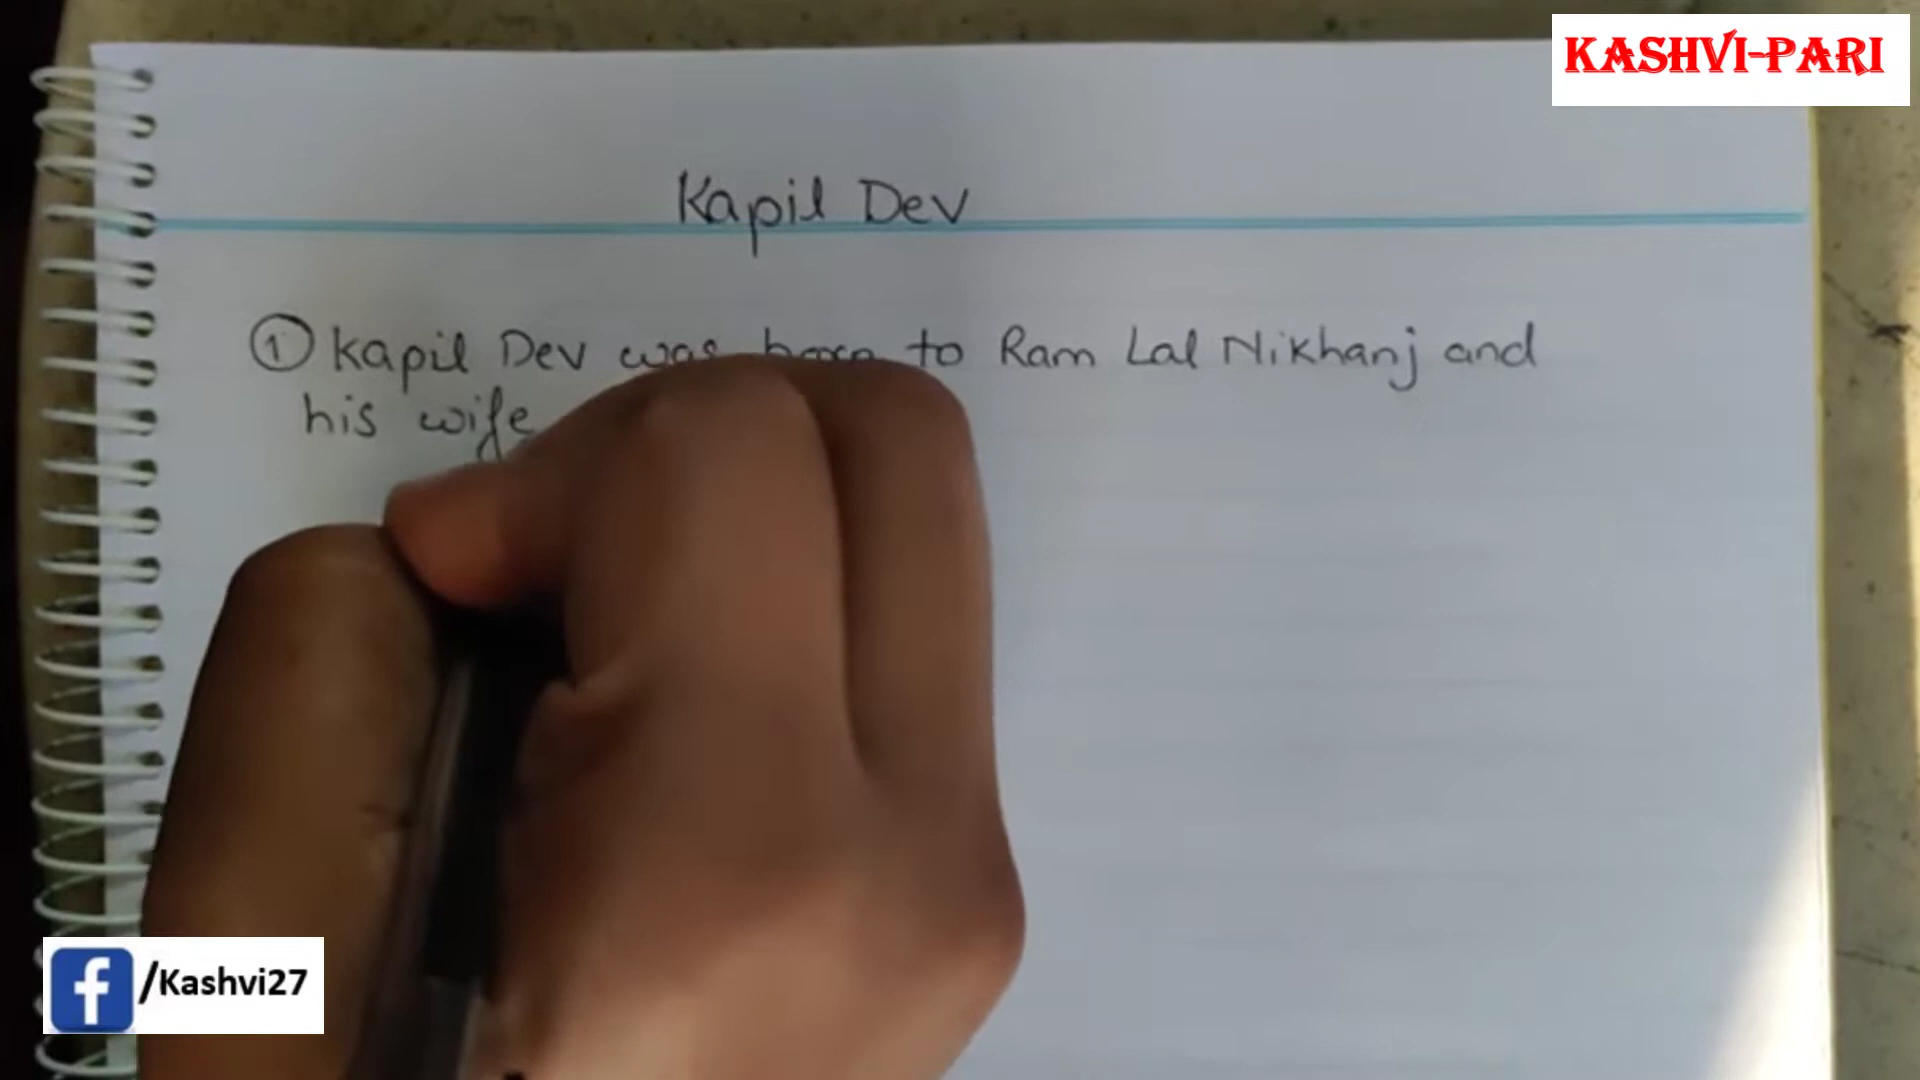 KASHVI-PARI
Kapil Dev
① Kapil Dev was born to Ram Lal Nikhanj and
his wife
/Kashvi27